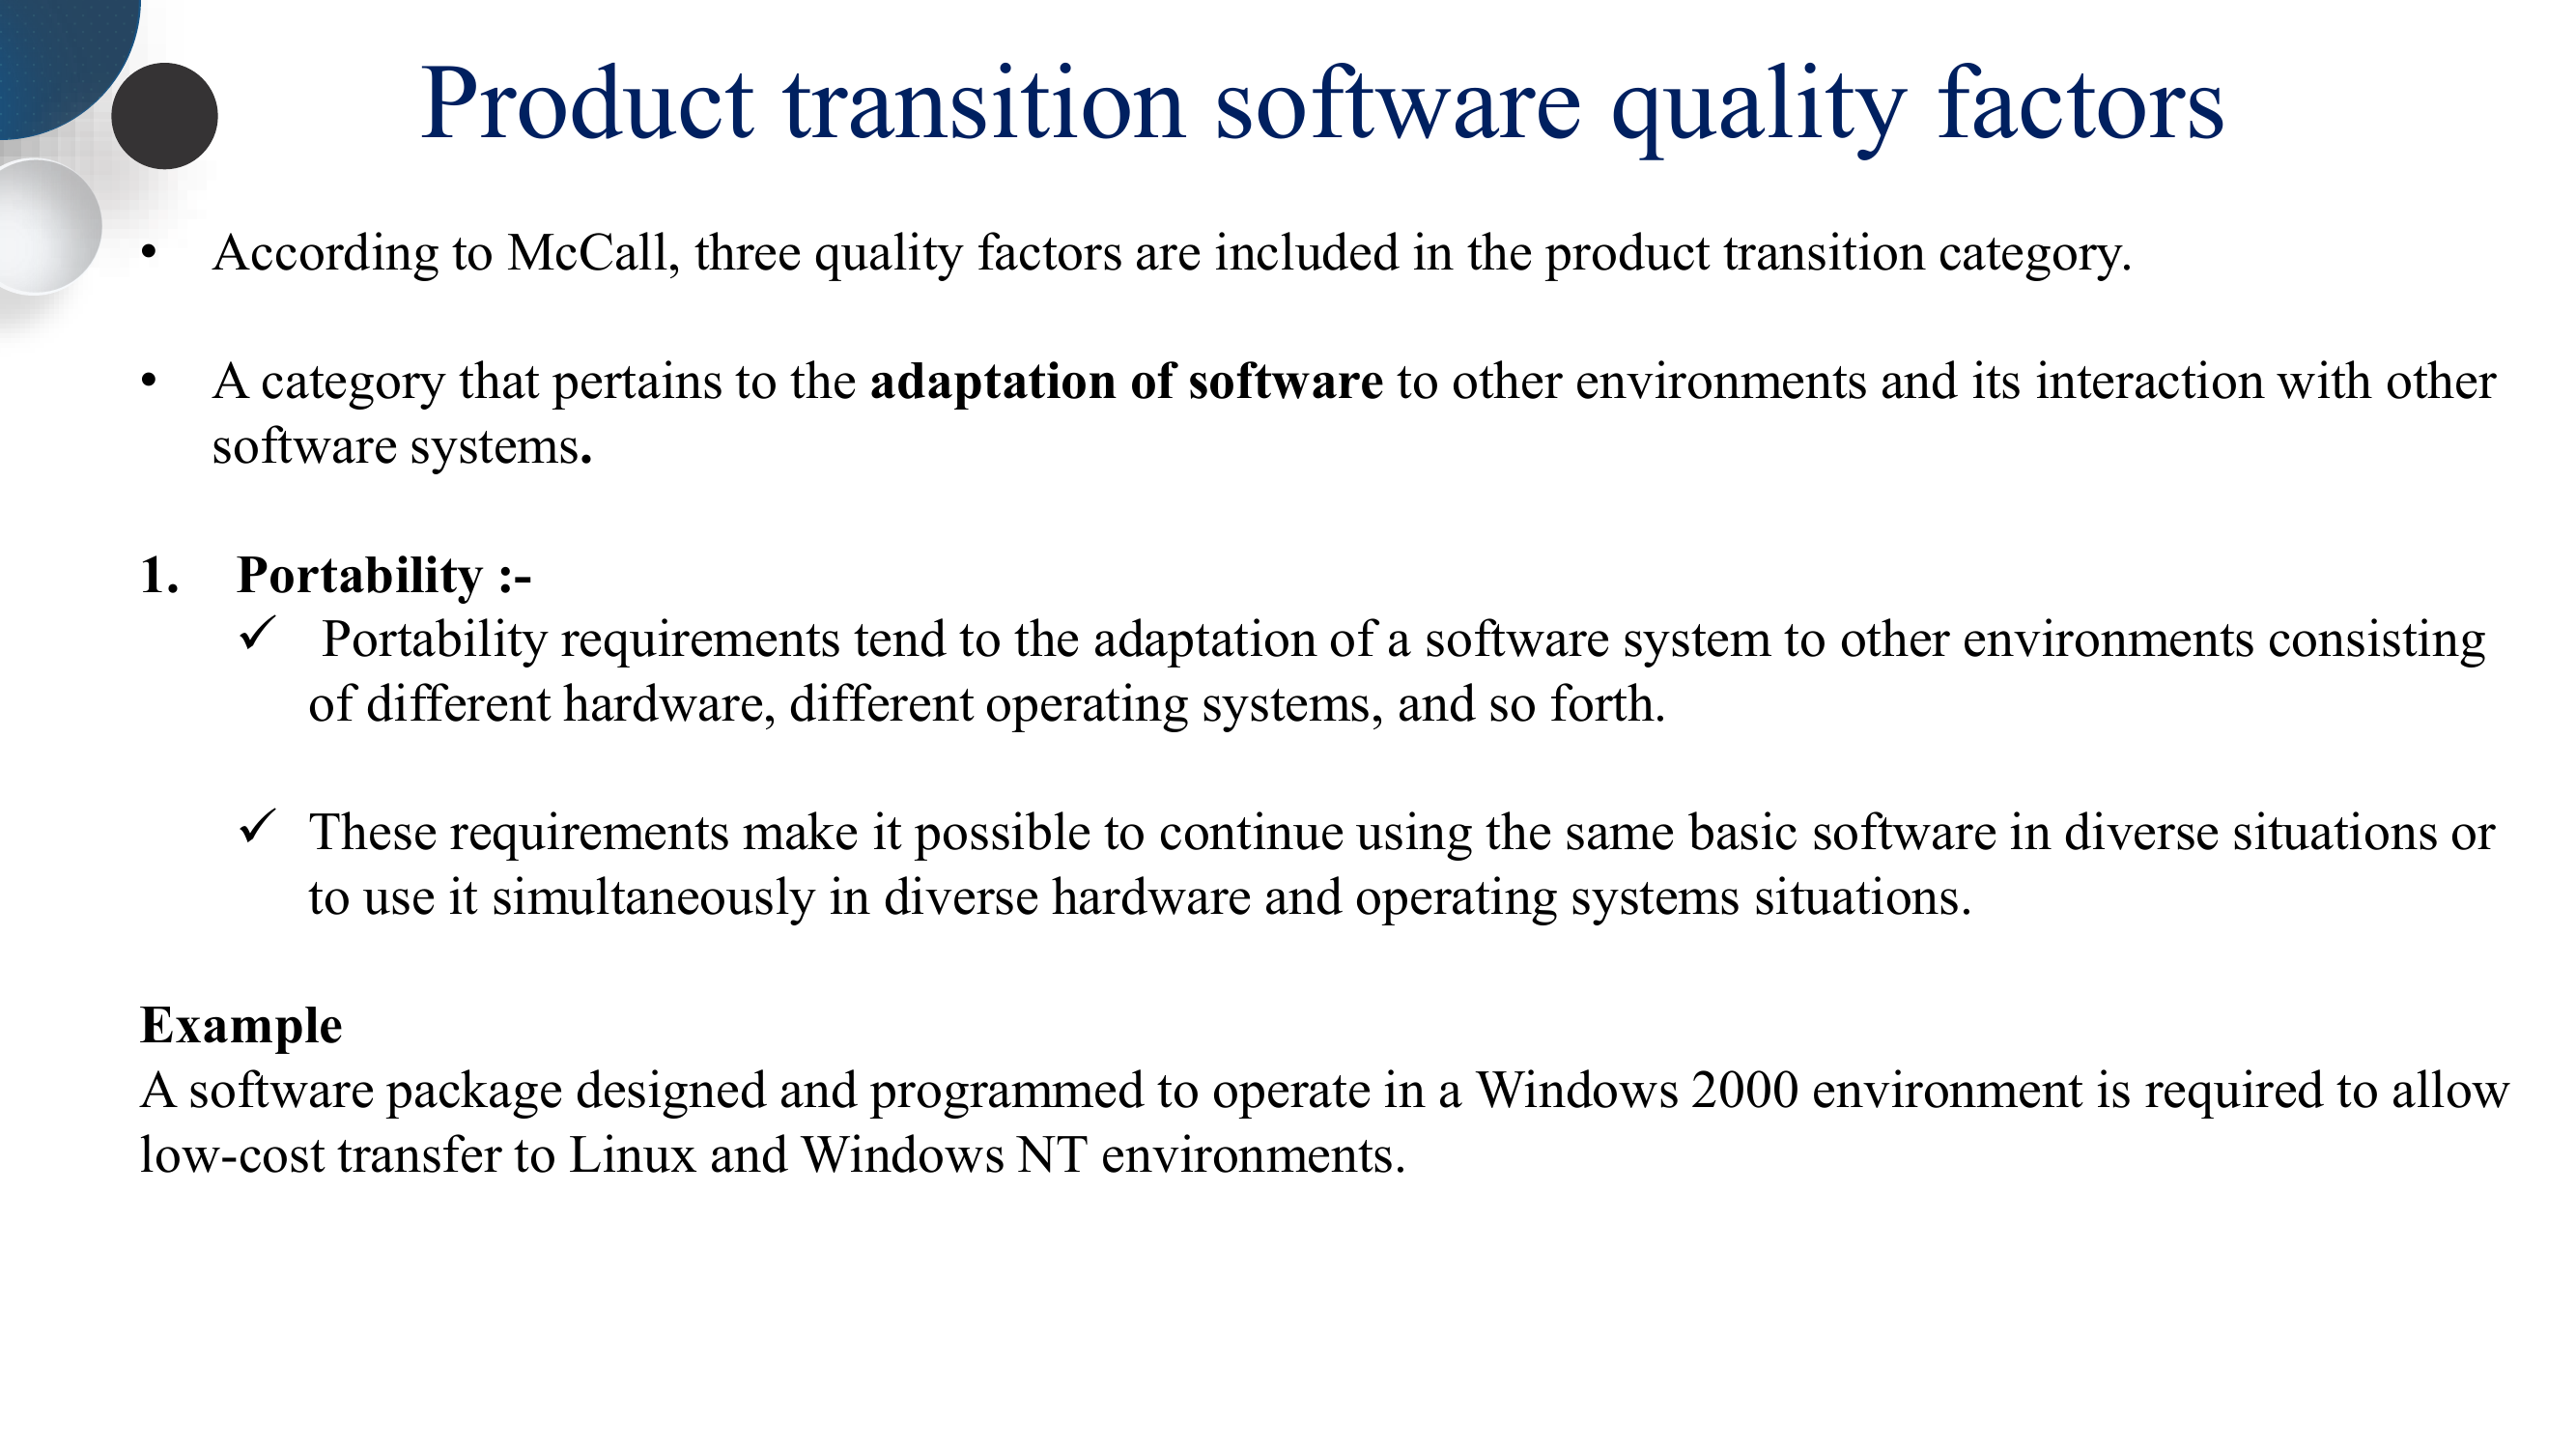 Product transition software quality factors
• According to McCall, three quality factors are included in the product transition category.
• A category that pertains to the adaptation of software to other environments and its interaction with other
software systems.
1. Portability :-
✓ Portability requirements tend to the adaptation of a software system to other environments consisting
of different hardware, different operating systems, and so forth.
✓ These requirements make it possible to continue using the same basic software in diverse situations or
to use it simultaneously in diverse hardware and operating systems situations.
Example
A software package designed and programmed to operate in a Windows 2000 environment is required to allow
low-cost transfer to Linux and Windows NT environments.